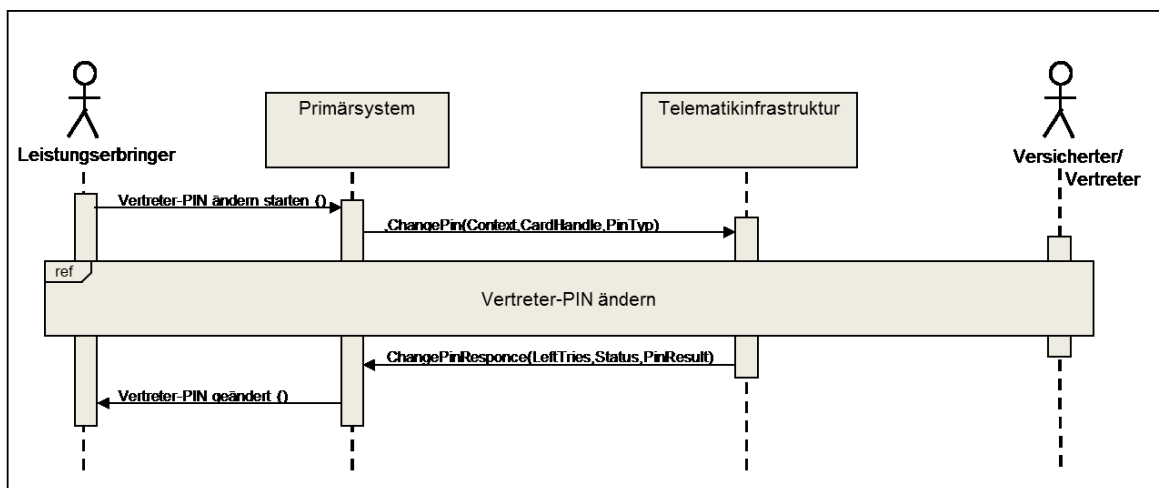 Primärsystem
Telematikinfrastruktur
Leistungserbringer
Versicherter/
Vertreter
Vertreter-PIN ändern starten ()
,ChangePin(Context,CardHandle,PinTyp)
ref
Vertreter-PIN ändern
ChangePinResponce(LeftTries,Status,PinResult)
Vertreter-PIN geändert ()